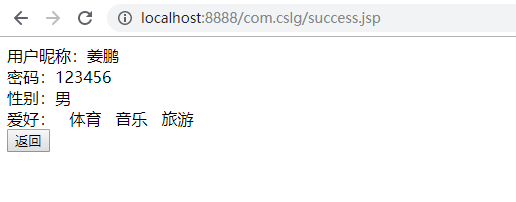 localhost:8888/com.cslg/success.jsp
用户昵称：姜鹏
密码：123456
性别：男
爱好： 体育 音乐 旅游
返回